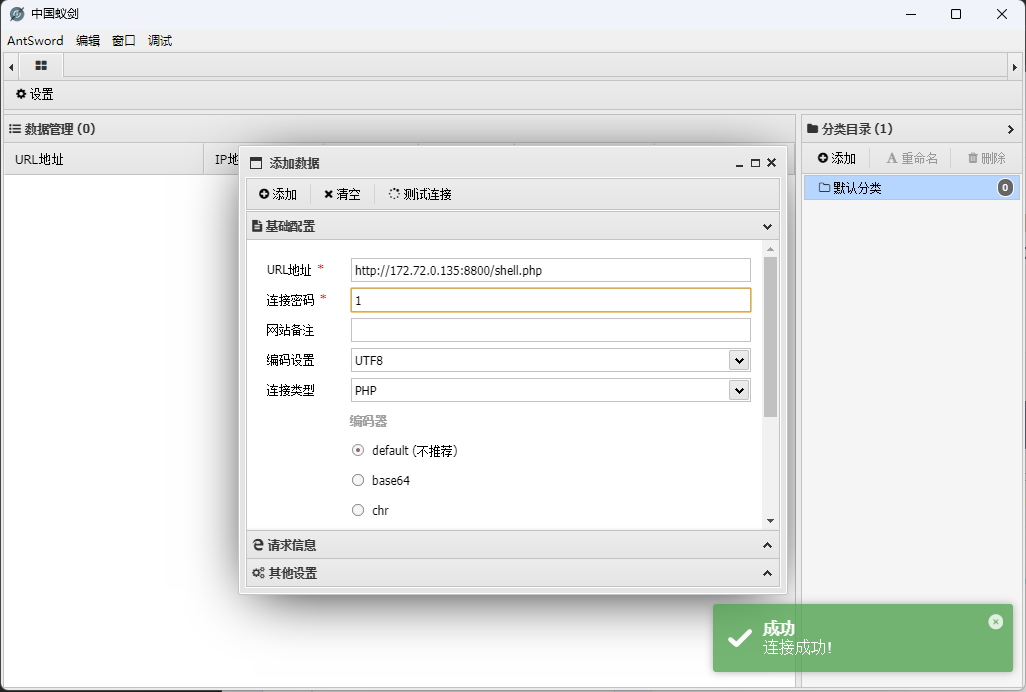 中国蚁剑
AntSword 编辑 窗口 调试
设置
数据管理 (0)
分类目录 (1)
URL地址
IP地
添加 重命名 删除
默认分类
0
添加数据
添加 清空 测试连接
基础配置
URL地址 * http://172.72.0.135:8800/shell.php
连接密码 * 1
网站备注
编码设置 UTF8
连接类型 PHP
编码器
default (不推荐)
base64
chr
请求信息
其他设置
成功
连接成功!